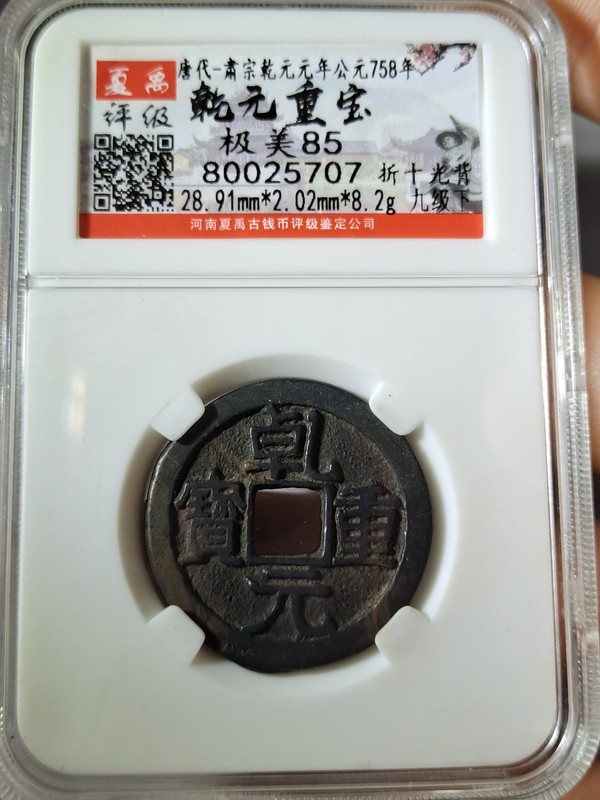 夏禹
评级
唐代-肃宗乾元元年公元758年
乾元重宝
极美85
80025707 折十光背
28.91mm*2.02mm*8.2g 九级下
河南夏禹古钱币评级鉴定公司
乾元重寶